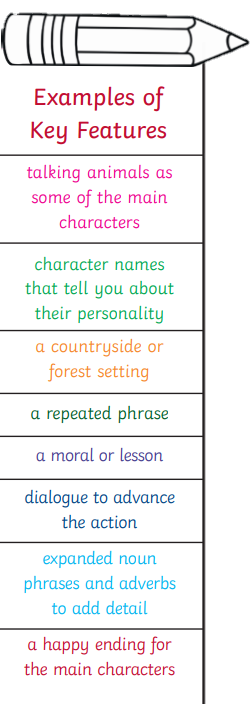 Examples of
Key Features
talking animals as
some of the main
characters
character names
that tell you about
their personality
a countryside or
forest setting
a repeated phrase
a moral or lesson
dialogue to advance
the action
expanded noun
phrases and adverbs
to add detail
a happy ending for
the main characters